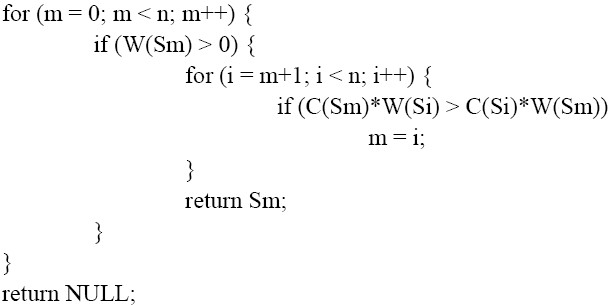 for (m = 0; m < n; m++) {
if (W(Sm) > 0) {
for (i = m+1; i < n; i++) {
if (C(Sm)*W(Si) > C(Si)*W(Sm))
m = i;
}
return Sm;
}
}
return NULL;